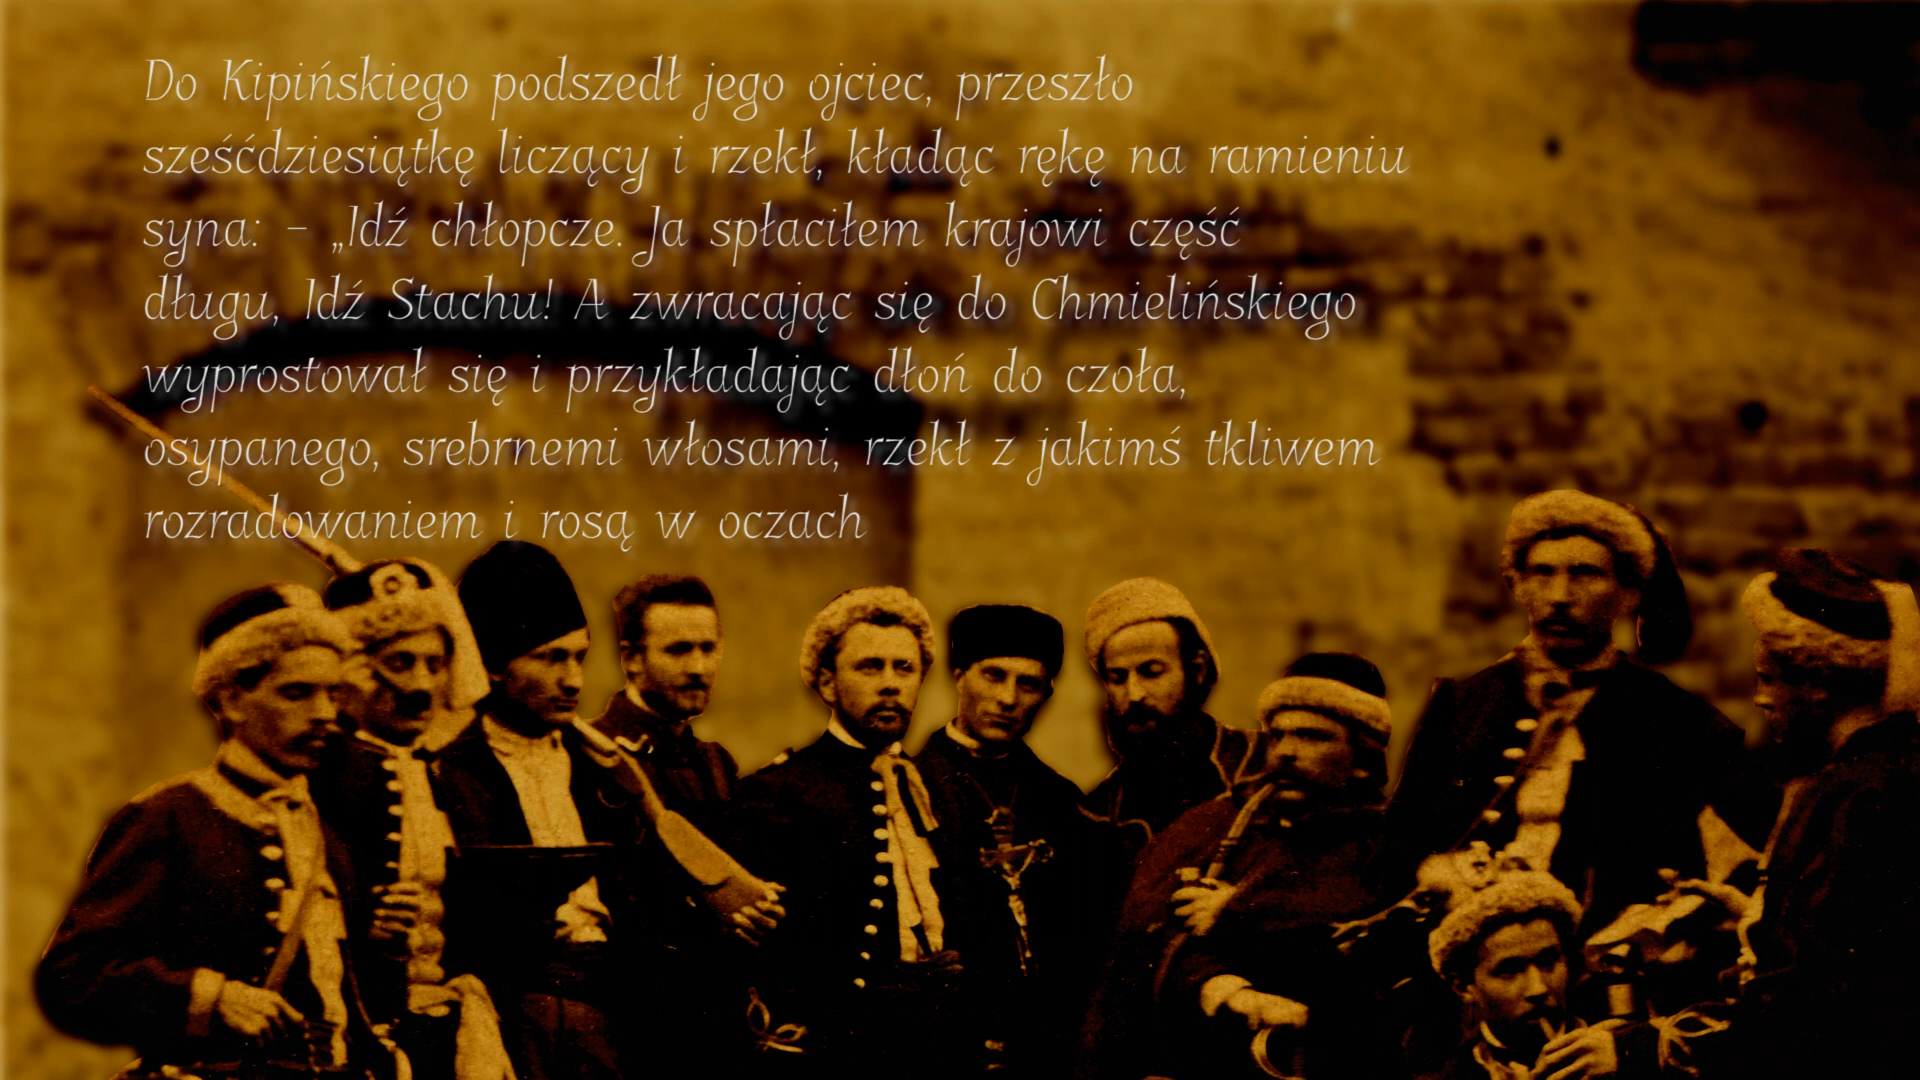 Do Kipińskiego podszedł jego ojciec, przeszło
sześćdziesiątkę liczący i rzekł, kładąc rękę na ramieniu
syna: – „Idź chłopcze. Ja spłaciłem krajowi część
długu, Idź Stachu! A zwracając się do Chmielińskiego
wyprostował się i przykładając dłoń do czoła,
osypanego, srebrnemi włosami, rzekł z jakimś tkliwem
rozradowaniem i rosą w oczach